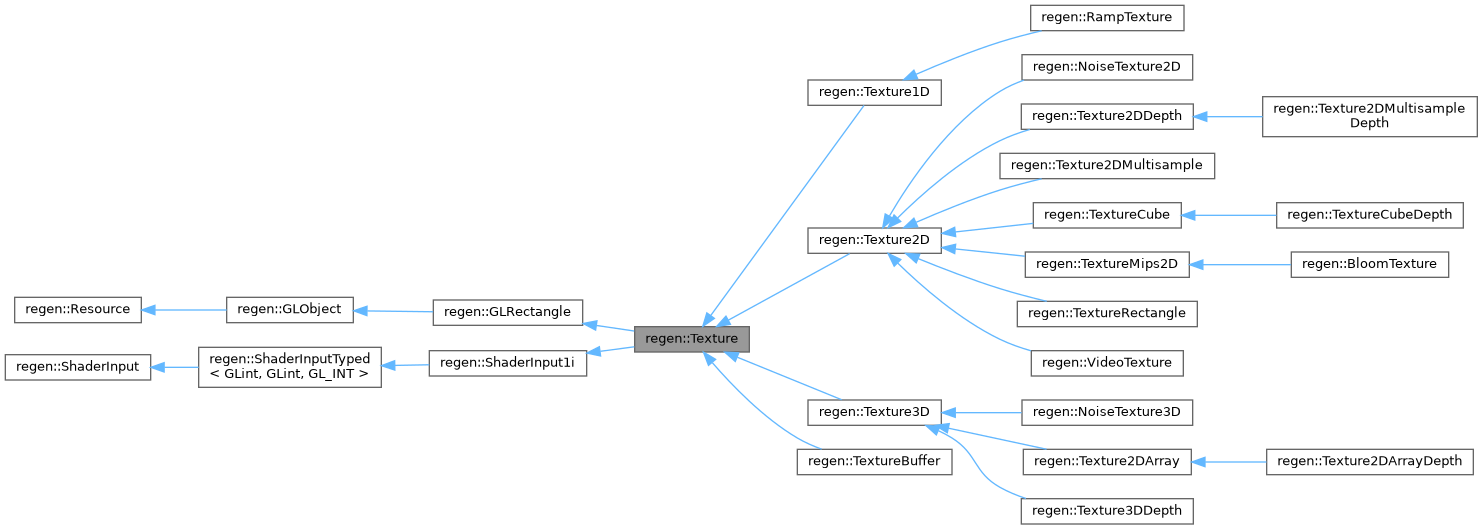 regen::RampTexture
regen::NoiseTexture2D
regen::Texture1D
regen::Texture2DMultisample
Depth
regen::Texture2DDepth
regen::Texture2DMultisample
regen::TextureCube
regen::TextureCubeDepth
regen::Texture2D
regen::TextureMips2D
regen::BloomTexture
regen::Resource
regen::GLObject
regen::GLRectangle
regen::TextureRectangle
regen::Texture
regen::ShaderInput
regen::ShaderInputTyped
< GLint, GLint, GL_INT >
regen::ShaderInput1i
regen::VideoTexture
regen::Texture3D
regen::NoiseTexture3D
regen::TextureBuffer
regen::Texture2DArray
regen::Texture2DArrayDepth
regen::Texture3DDepth